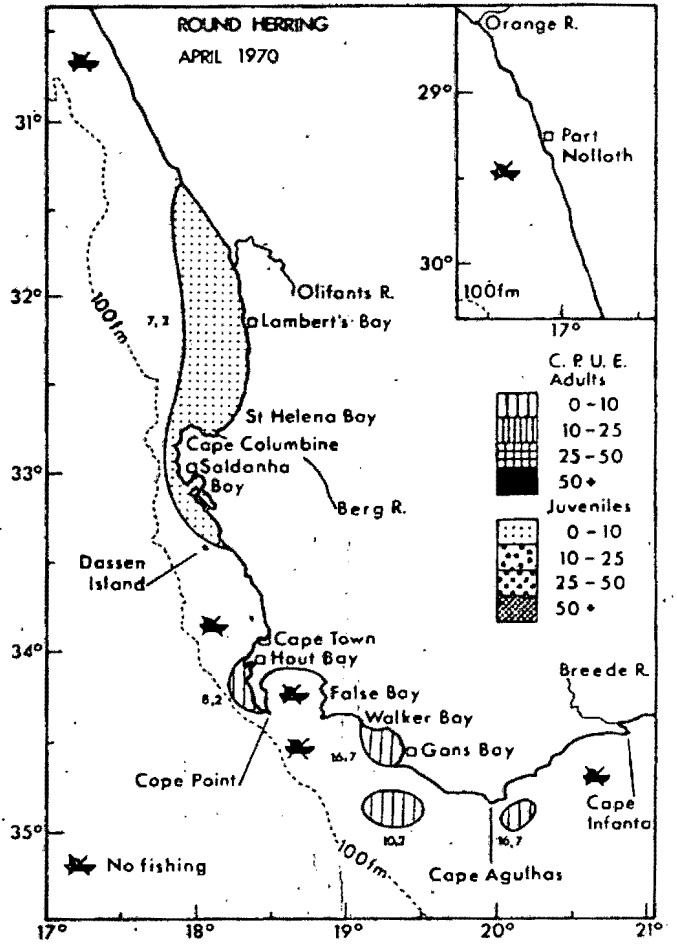 ROUND HERRING
APRIL 1970
Orange R.
29°
Part
Nolloth
30°
100fm
17°
31°
32°
33°
34°
35°
100fm
7,2
Olifants R.
Lambert's Bay
St Helena Bay
Cape Columbine
Saldanha
Bay
Berg R.
Dassen
Island
C. P. U. E.
Adults
0-10
10-25
25-50
50+
Juveniles
0-10
10-25
25-50
50+
Cape Town
Hout Bay
8,2
False Bay
Walker Bay
16,7
Gans Bay
Breede R.
Cape Point
10,2
16,7
Cape
Infanta
Cape Agulhas
100fm
No fishing
17°
18°
19°
20°
21°